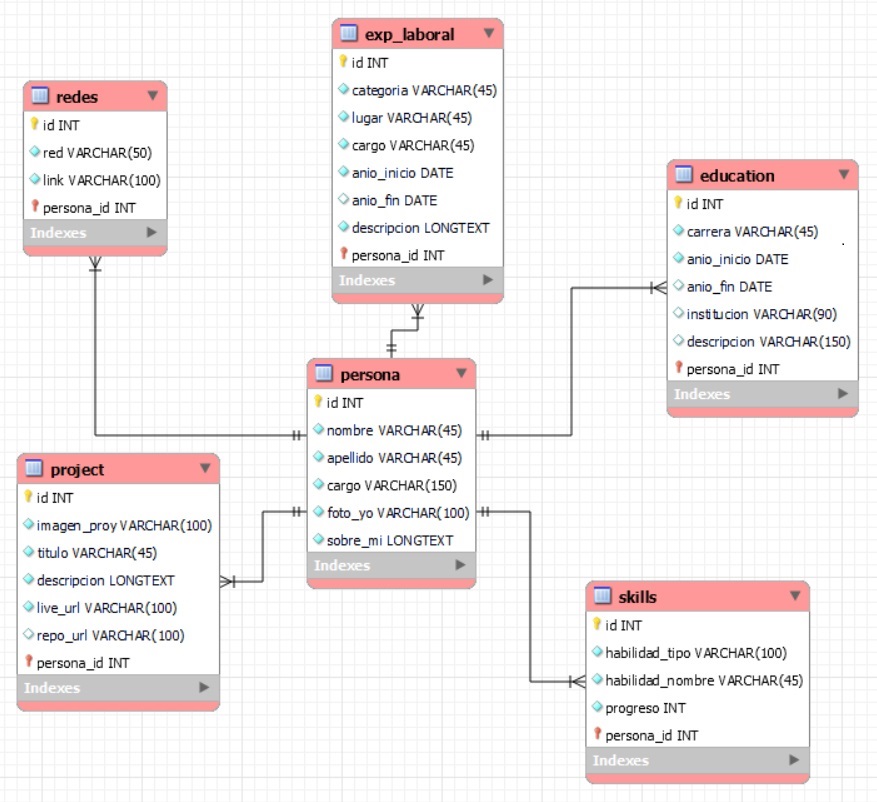 exp_laboral
id INT
categoria VARCHAR(45)
lugar VARCHAR(45)
cargo VARCHAR(45)
anio_inicio DATE
anio_fin DATE
descripcion LONGTEXT
persona_id INT
Indexes
redes
id INT
red VARCHAR(50)
link VARCHAR(100)
persona_id INT
Indexes
education
id INT
carrera VARCHAR(45)
anio_inicio DATE
anio_fin DATE
institucion VARCHAR(90)
descripcion VARCHAR(150)
persona_id INT
Indexes
persona
id INT
nombre VARCHAR(45)
apellido VARCHAR(45)
cargo VARCHAR(150)
foto_yo VARCHAR(100)
sobre_mi LONGTEXT
Indexes
project
id INT
imagen_proy VARCHAR(100)
titulo VARCHAR(45)
descripcion LONGTEXT
live_url VARCHAR(100)
repo_url VARCHAR(100)
persona_id INT
Indexes
skills
id INT
habilidad_tipo VARCHAR(100)
habilidad_nombre VARCHAR(45)
progreso INT
persona_id INT
Indexes